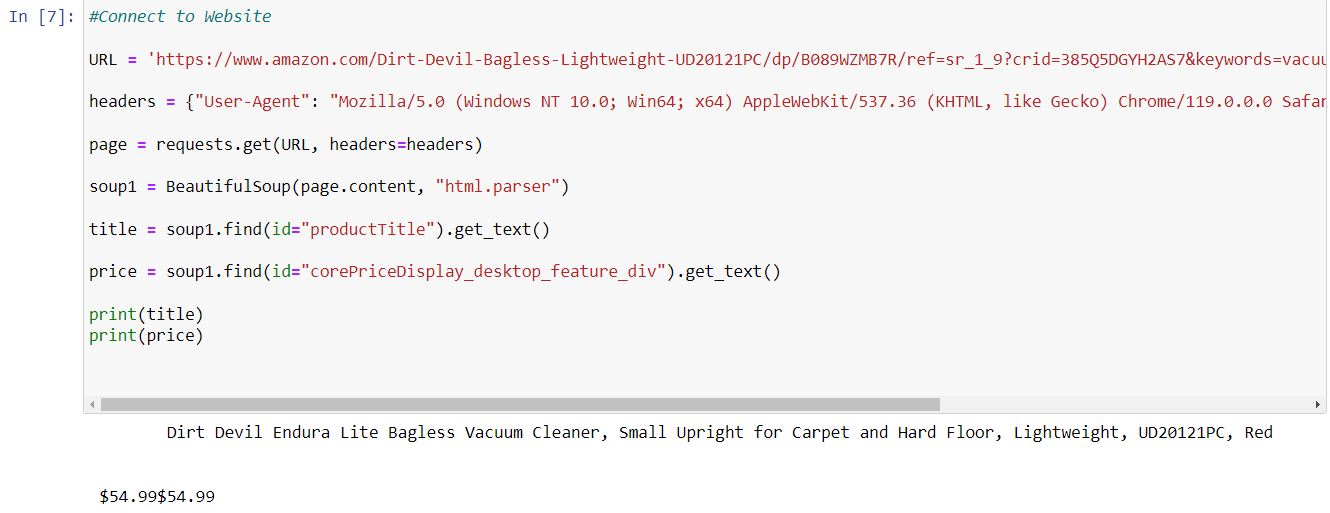 In [7]: #Connect to Website
URL = 'https://www.amazon.com/Dirt-Devil-Bagless-Lightweight-UD20121PC/dp/B089WZMB7R/ref=sr_1_9?crid=385Q5DGYH2AS7&keywords=vacuu
headers = {"User-Agent": "Mozilla/5.0 (Windows NT 10.0; Win64; x64) AppleWebKit/537.36 (KHTML, like Gecko) Chrome/119.0.0.0 Safar
page = requests.get(URL, headers=headers)
soup1 = BeautifulSoup(page.content, "html.parser")
title = soup1.find(id="productTitle").get_text()
price = soup1.find(id="corePriceDisplay_desktop_feature_div").get_text()
print(title)
print(price)
Dirt Devil Endura Lite Bagless Vacuum Cleaner, Small Upright for Carpet and Hard Floor, Lightweight, UD20121PC, Red
$54.99$54.99